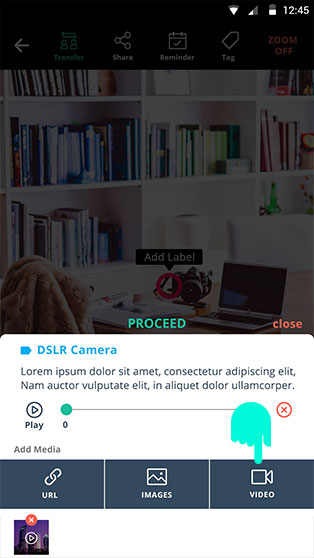 12:45
Transfer Share Reminder Tag ZOOM
OFF
Add Label
PROCEED close
DSLR Camera
Lorem ipsum dolor sit amet, consectetur adipiscing elit,
Nam auctor vulputate elit, in aliquet dolor ullamcorper.
Play 0
Add Media
URL IMAGES VIDEO